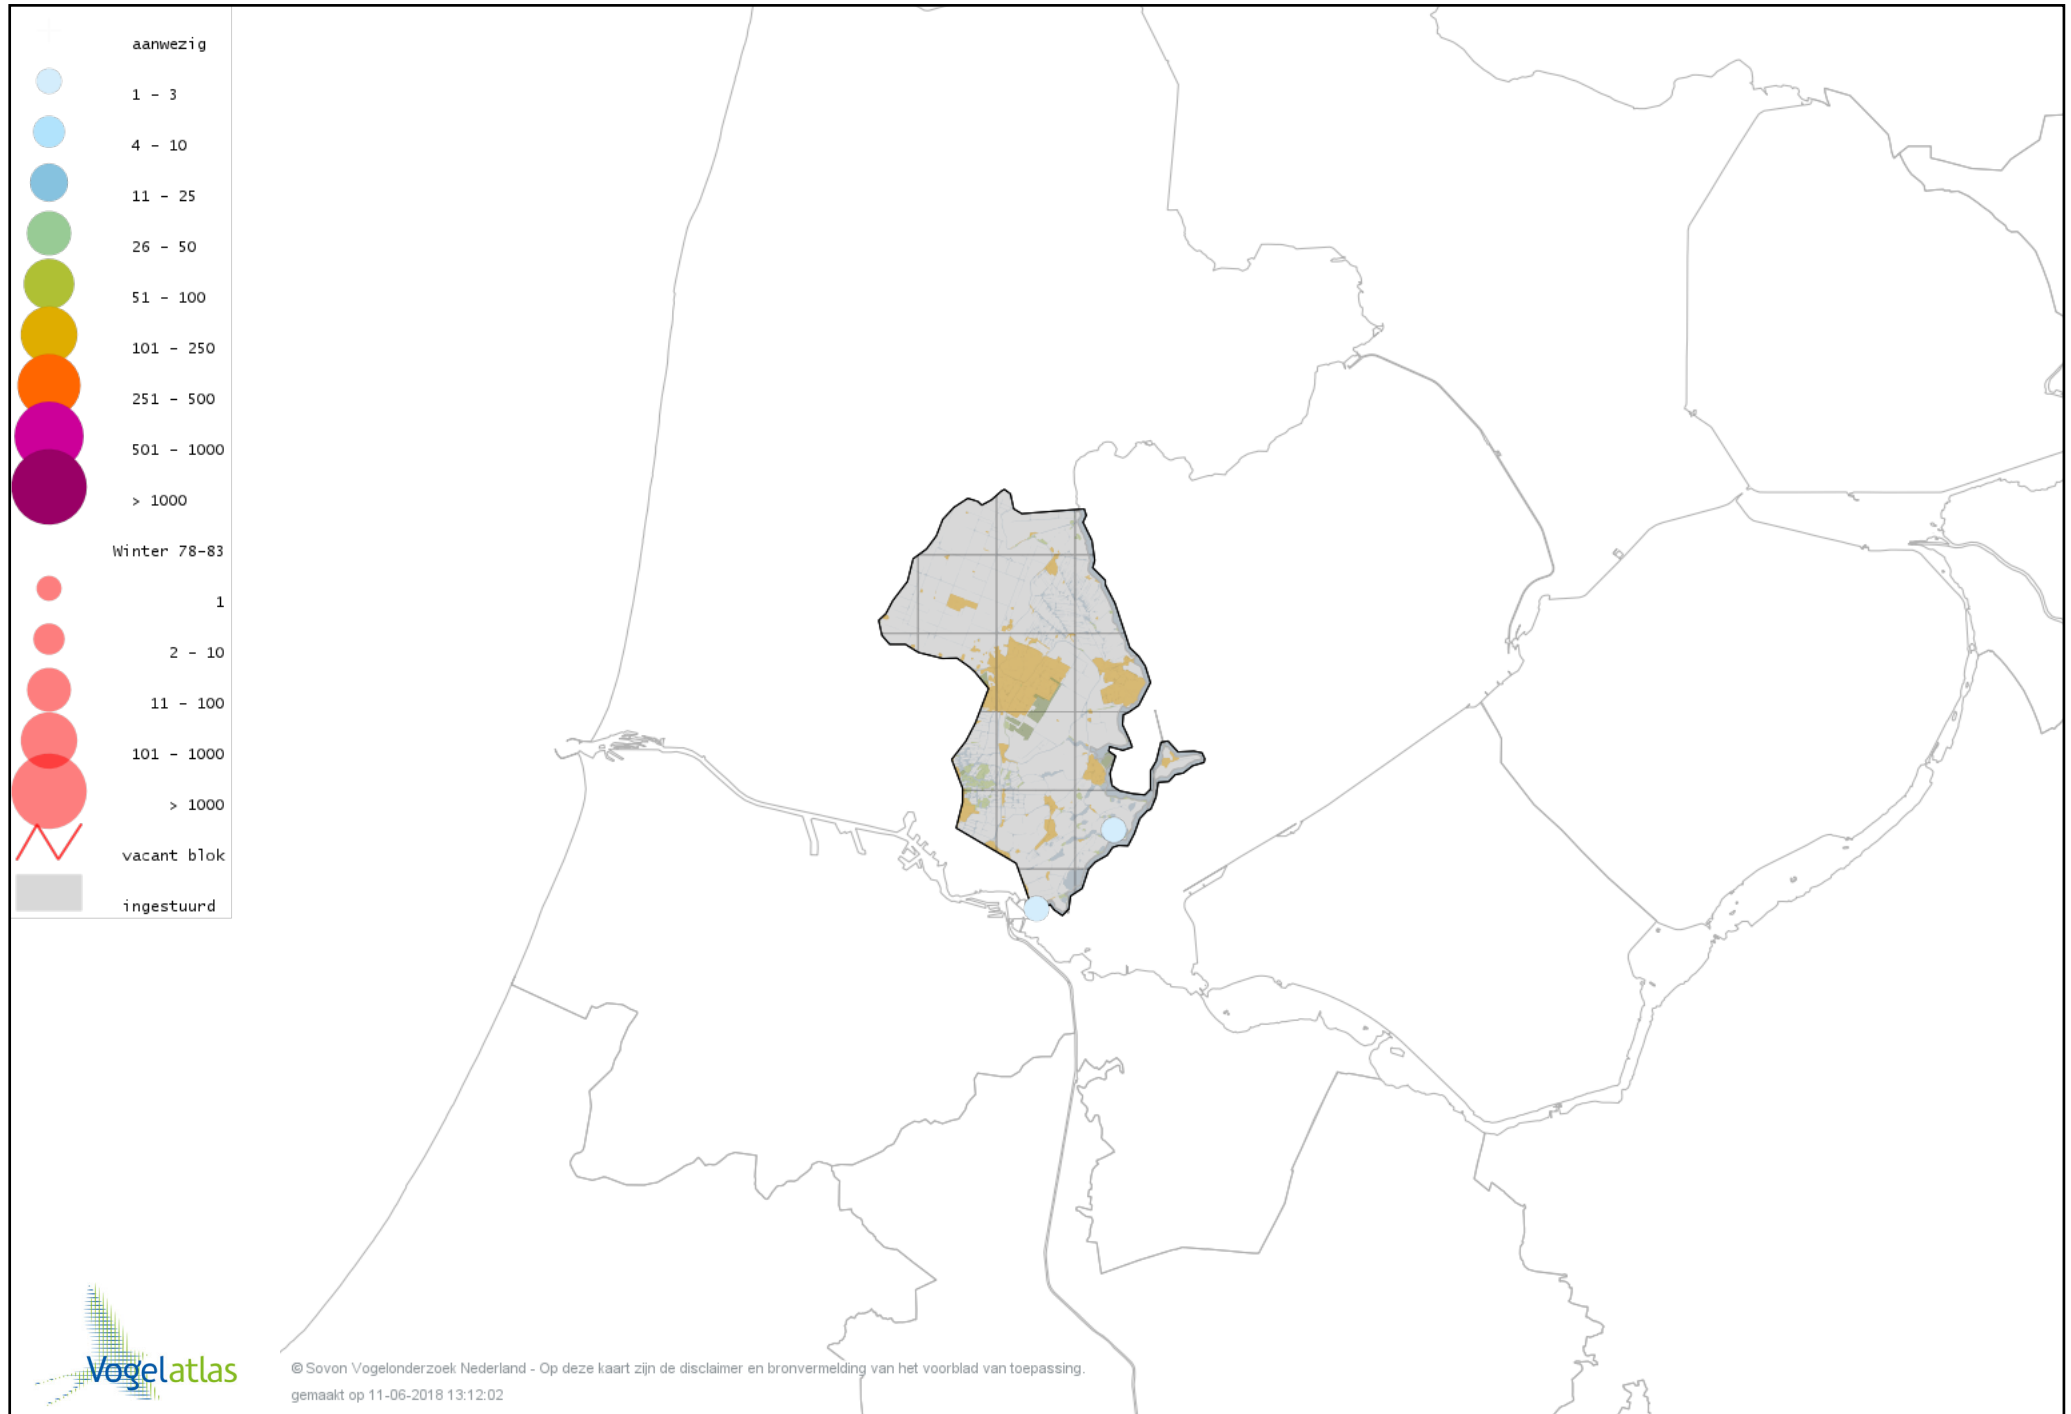 aanwezig
1 - 3
4 - 10
11 - 25
26 - 50
51 - 100
101 - 250
251 - 500
501 - 1000
> 1000
Winter 78-83
1
2 - 10
11 - 100
101 - 1000
> 1000
vacant blok
ingestuurd
Vogelatlas
© Sovon Vogelonderzoek Nederland - Op deze kaart zijn de disclaimer en bronvermelding van het voorblad van toepassing.
gemaakt op 11-06-2018 13:12:02